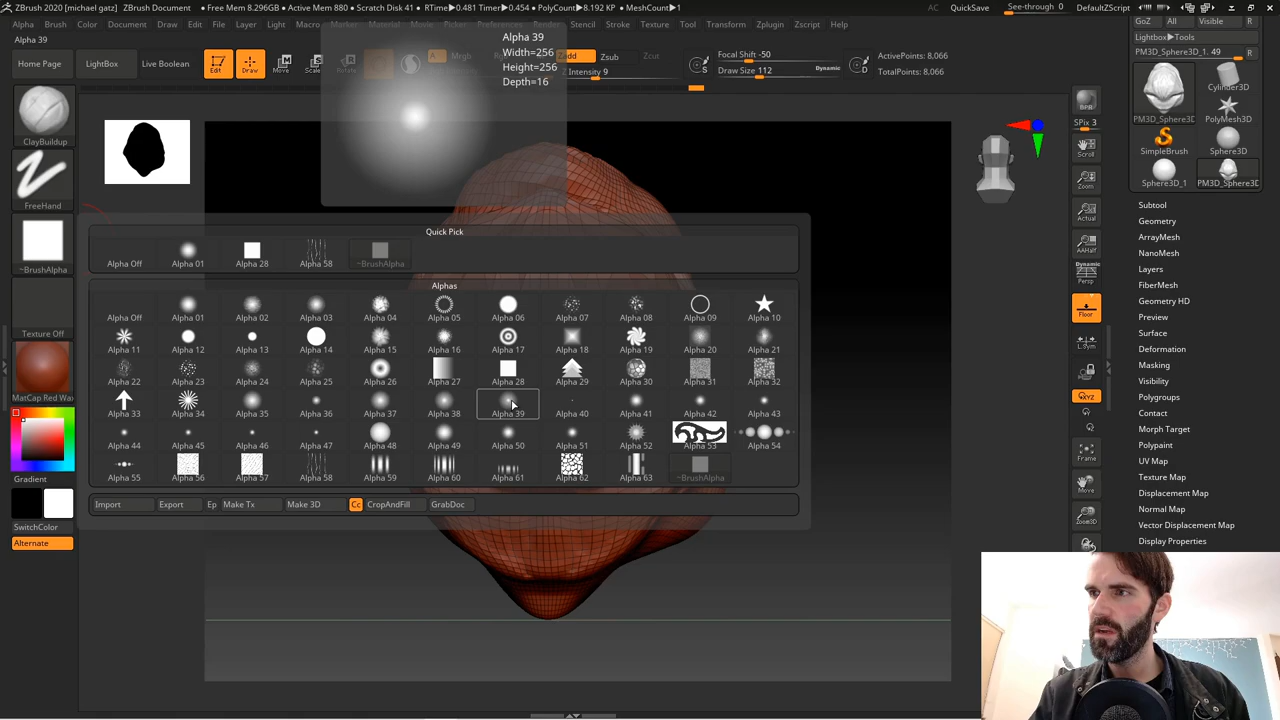 ZBrush 2020 [michael gatz] ZBrush Document • Free Mem 8.296GB • Active Mem 880 • Scratch Disk 41 • RTime▶0.481 Timer▶0.454 • PolyCount▶8.192 KP • MeshCount▶1 AC QuickSave See-through 0 Menus DefaultZScript
Alpha Brush Color Document Draw Edit File Layer Light Macro Marker Material Movie Picture Preferences Render Stencil Stroke Texture Tool Transform Zplugin Zscript Help
Alpha 39
Home Page LightBox Live Boolean Edit Draw Move Scale Rotate A Mrgb Zadd Zsub Zcut
Z Intensity 9
Focal Shift -50
Draw Size 112 Dynamic
S D
ActivePoints: 8,066
TotalPoints: 8,066
Alpha 39
Width=256
Height=256
Depth=16
GoZ All Visible R
Lightbox▶Tools
PM3D_Sphere3D_1. 49 R
PM3D_Sphere3D Cylinder3D
PolyMesh3D
SimpleBrush Sphere3D
Sphere3D_1 PM3D_Sphere3D
ClayBuildup
FreeHand
~BrushAlpha
Texture Off
MatCap Red Wax
Gradient
SwitchColor
Alternate
Quick Pick
Alpha Off Alpha 01 Alpha 28 Alpha 58 ~BrushAlpha
Alphas
Alpha Off Alpha 01 Alpha 02 Alpha 03 Alpha 04 Alpha 05 Alpha 06 Alpha 07 Alpha 08 Alpha 09 Alpha 10
Alpha 11 Alpha 12 Alpha 13 Alpha 14 Alpha 15 Alpha 16 Alpha 17 Alpha 18 Alpha 19 Alpha 20 Alpha 21
Alpha 22 Alpha 23 Alpha 24 Alpha 25 Alpha 26 Alpha 27 Alpha 28 Alpha 29 Alpha 30 Alpha 31 Alpha 32
Alpha 33 Alpha 34 Alpha 35 Alpha 36 Alpha 37 Alpha 38 Alpha 39 Alpha 40 Alpha 41 Alpha 42 Alpha 43
Alpha 44 Alpha 45 Alpha 46 Alpha 47 Alpha 48 Alpha 49 Alpha 50 Alpha 51 Alpha 52 Alpha 53 Alpha 54
Alpha 55 Alpha 56 Alpha 57 Alpha 58 Alpha 59 Alpha 60 Alpha 61 Alpha 62 Alpha 63 ~BrushAlpha
Import Export Ep Make Tx Make 3D Cc CropAndFill GrabDoc
BPR
SPix 3
Scroll
Zoom
Actual
AAHalf
Dynamic
Persp
Floor
L.Sym
XYZ
Frame
Move
Zoom3D
Subtool
Geometry
ArrayMesh
NanoMesh
Layers
FiberMesh
Geometry HD
Preview
Surface
Deformation
Masking
Visibility
Polygroups
Contact
Morph Target
Polypaint
UV Map
Texture Map
Displacement Map
Normal Map
Vector Displacement Map
Display Properties